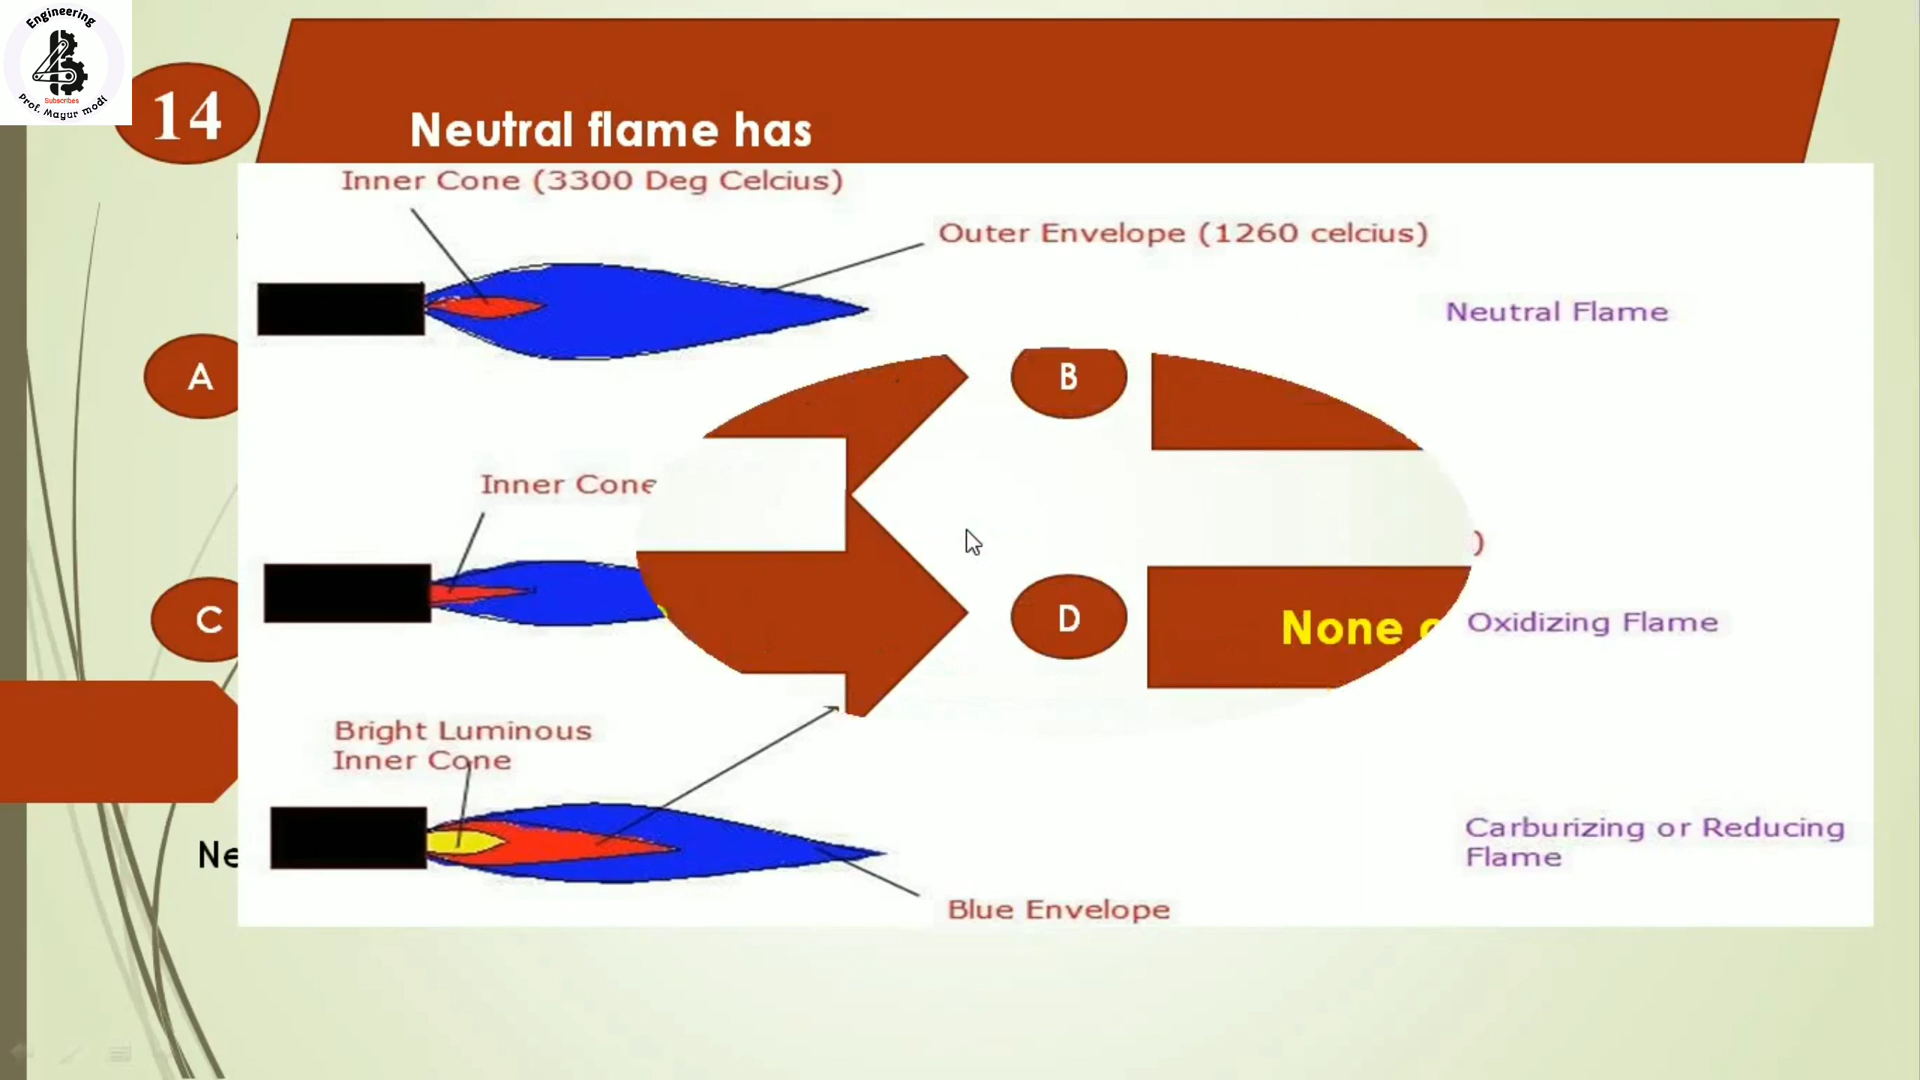 Engineering
Subscribes
Prof. Mayur modi
14
Neutral flame has
Inner Cone (3300 Deg Celcius)
Outer Envelope (1260 celcius)
Neutral Flame
A
B
Inner Cone
)
C
D
None
Oxidizing Flame
Bright Luminous
Inner Cone
Carburizing or Reducing
Flame
Ne
Blue Envelope